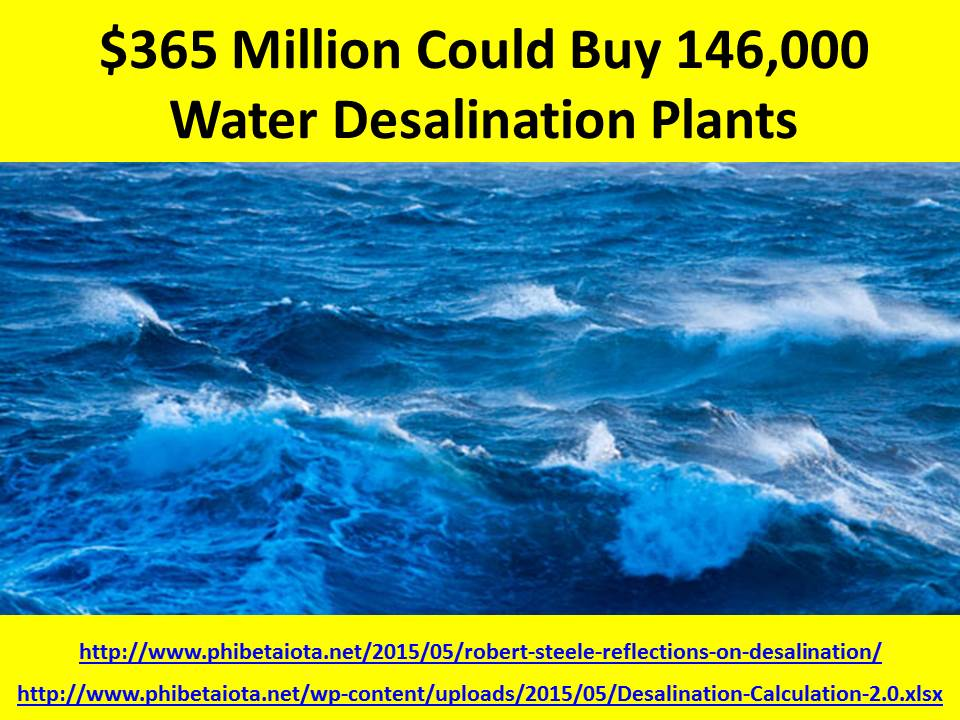 $365 Million Could Buy 146,000
Water Desalination Plants
http://www.phibetaiota.net/2015/05/robert-steele-reflections-on-desalination/
http://www.phibetaiota.net/wp-content/uploads/2015/05/Desalination-Calculation-2.0.xlsx